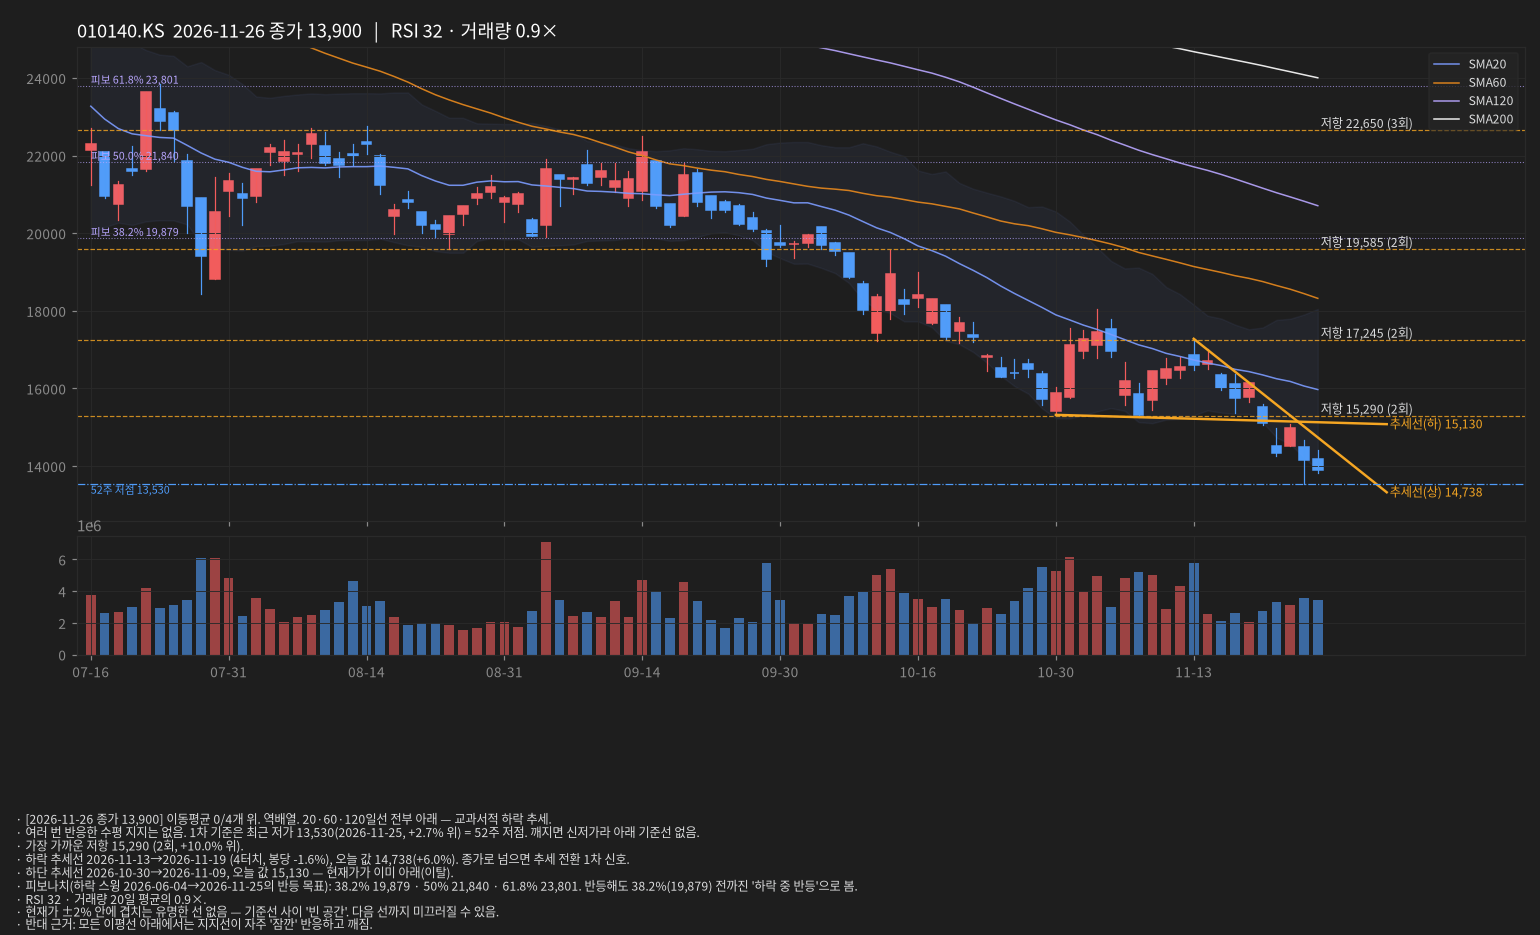 010140.KS 2026-11-26 종가 13,900 | RSI 32 · 거래량 0.9×
SMA20
SMA60
SMA120
SMA200
24000
22000
20000
18000
16000
14000
피보 61.8% 23,801
저항 22,650 (3회)
피보 50.0% 21,840
피보 38.2% 19,879
저항 19,585 (2회)
저항 17,245 (2회)
저항 15,290 (2회)
추세선(하) 15,130
52주 저점 13,530
추세선(상) 14,738
1e6
6
4
2
0
07-16
07-31
08-14
08-31
09-14
09-30
10-16
10-30
11-13
· [2026-11-26 종가 13,900] 이동평균 0/4개 위. 역배열. 20·60·120일선 전부 아래 — 교과서적 하락 추세.
· 여러 번 반응한 수평 지지는 없음. 1차 기준은 최근 저가 13,530(2026-11-25, +2.7% 위) = 52주 저점. 깨지면 신저가라 아래 기준선 없음.
· 가장 가까운 저항 15,290 (2회, +10.0% 위).
· 하락 추세선 2026-11-13→2026-11-19 (4터치, 봉당 -1.6%), 오늘 값 14,738(+6.0%). 종가로 넘으면 추세 전환 1차 신호.
· 하단 추세선 2026-10-30→2026-11-09, 오늘 값 15,130 — 현재가가 이미 아래(이탈).
· 피보나치(하락 스윙 2026-06-04→2026-11-25의 반등 목표): 38.2% 19,879 · 50% 21,840 · 61.8% 23,801. 반등해도 38.2%(19,879) 전까진 '하락 중 반등'으로 봄.
· RSI 32 · 거래량 20일 평균의 0.9×.
· 현재가 ±2% 안에 겹치는 유명한 선 없음 — 기준선 사이 '빈 공간'. 다음 선까지 미끄러질 수 있음.
· 반대 근거: 모든 이평선 아래에서는 지지선이 자주 '잠깐' 반응하고 깨짐.